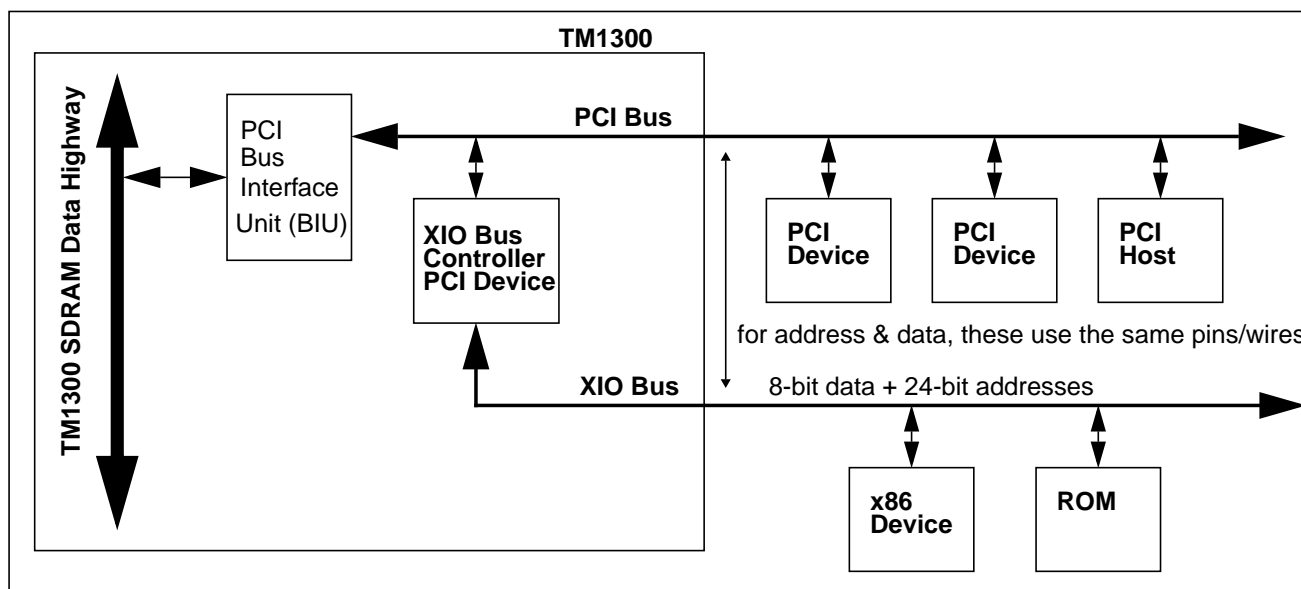 TM1300
TM1300 SDRAM Data Highway
PCI
Bus
Interface
Unit (BIU)
PCI Bus
XIO Bus
Controller
PCI Device
PCI
Device
PCI
Device
PCI
Host
for address & data, these use the same pins/wires
XIO Bus
8-bit data + 24-bit addresses
x86
Device
ROM